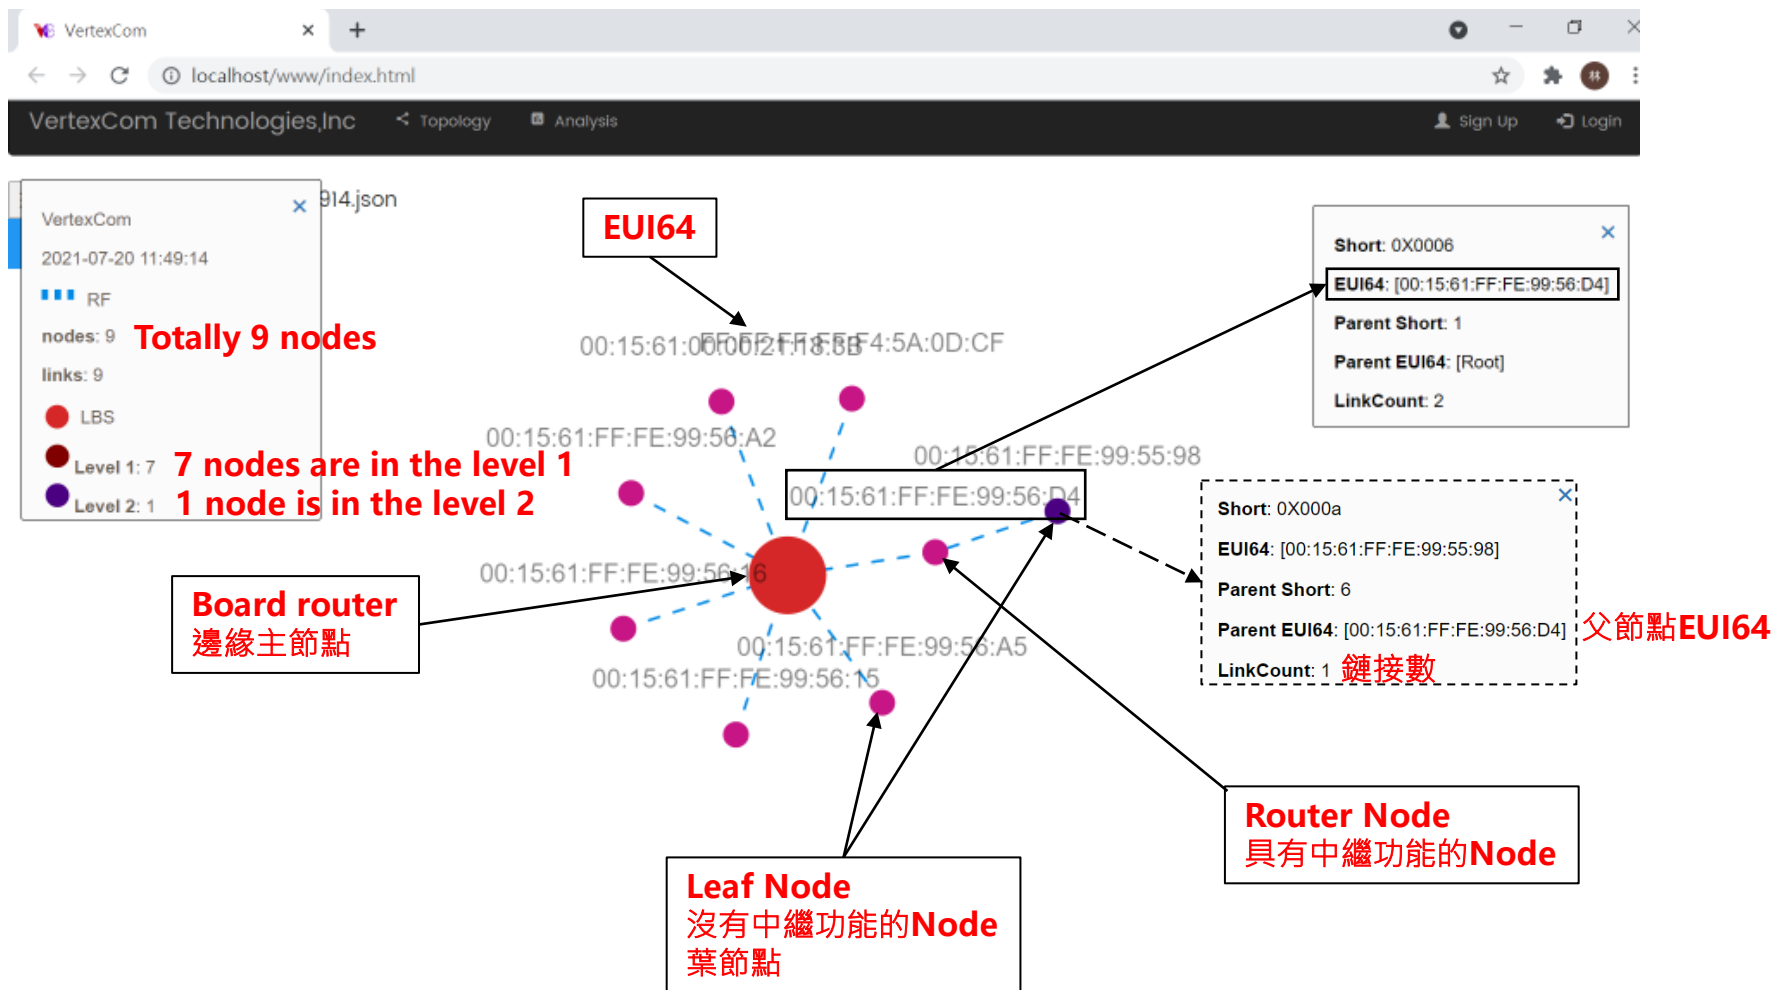 VertexCom
localhost/www/index.html
VertexCom Technologies,Inc
Topology
Analysis
Sign Up
Login
914.json
VertexCom
2021-07-20 11:49:14
RF
nodes: 9
Totally 9 nodes
links: 9
LBS
Level 1: 7
7 nodes are in the level 1
Level 2: 1
1 node is in the level 2
EUI64
00:15:61:00:00:21:18:3B
FF:FF:FF:FF:F4:5A:0D:CF
00:15:61:FF:FE:99:56:A2
00:15:61:FF:FE:99:55:98
00:15:61:FF:FE:99:56:D4
00:15:61:FF:FE:99:56:16
00:15:61:FF:FE:99:56:A5
00:15:61:FF:FE:99:56:15
Short: 0X0006
EUI64: [00:15:61:FF:FE:99:56:D4]
Parent Short: 1
Parent EUI64: [Root]
LinkCount: 2
Short: 0X000a
EUI64: [00:15:61:FF:FE:99:55:98]
Parent Short: 6
Parent EUI64: [00:15:61:FF:FE:99:56:D4]
父節點EUI64
LinkCount: 1
鏈接數
Board router
邊緣主節點
Router Node
具有中繼功能的Node
Leaf Node
沒有中繼功能的Node
葉節點
林